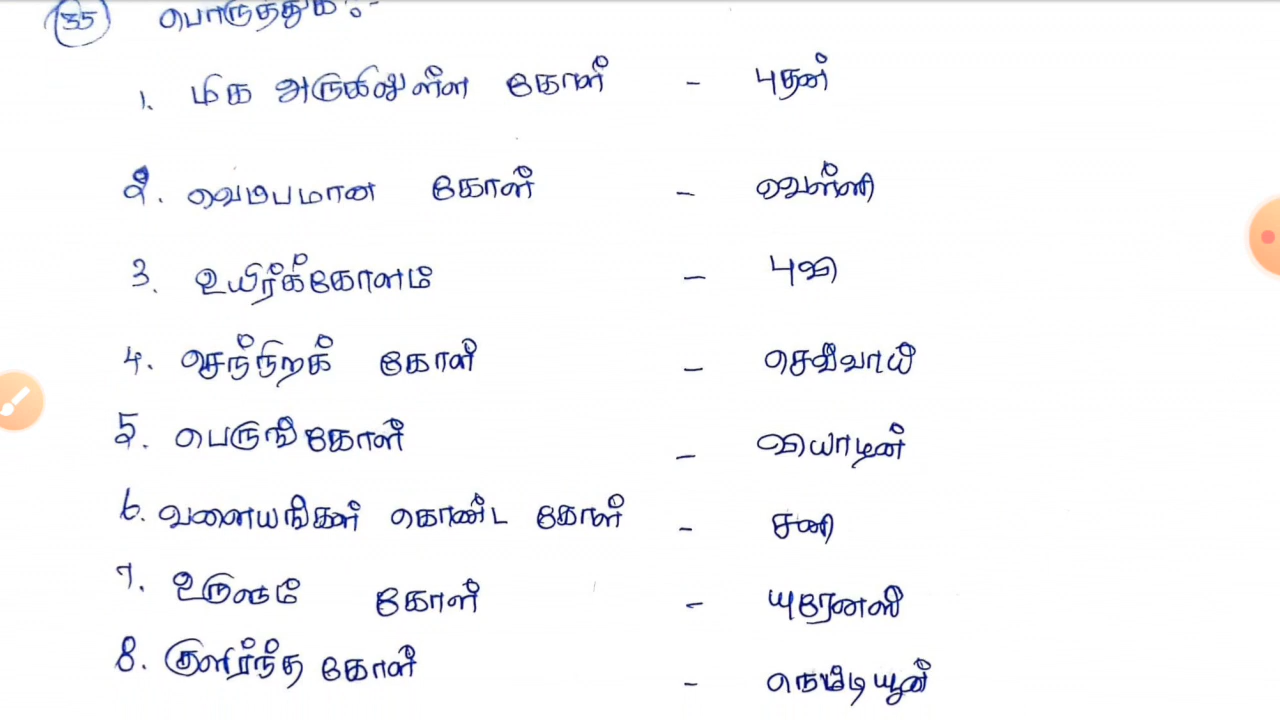 35 பொருத்துக :-
1. மிக அருகிலுள்ள கோள் - புதன்
2. வெப்பமான கோள் - வெள்ளி
3. உயிர்க்கோளம் - புவி
4. செந்நிறக் கோள் - செவ்வாய்
5. பெருங்கோள் - வியாழன்
6. வளையங்கள் கொண்ட கோள் - சனி
7. உருளும் கோள் - யுரேனஸ்
8. குளிர்ந்த கோள் - நெப்டியூன்